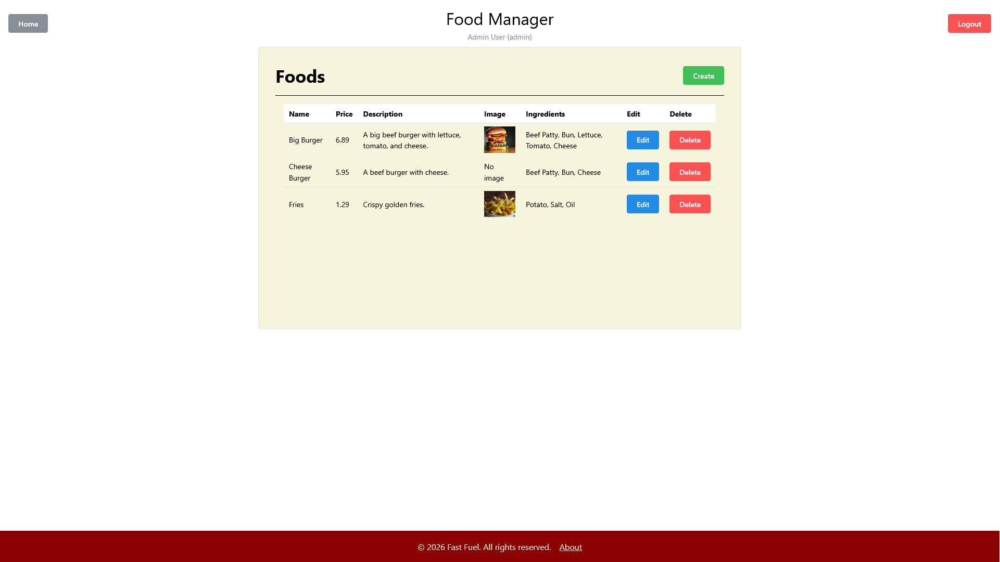 Home
Food Manager
Logout
Admin User (admin)
Foods
Create
Name Price Description Image Ingredients Edit Delete
Big Burger 6.89 A big beef burger with lettuce, tomato, and cheese. Beef Patty, Bun, Lettuce, Tomato, Cheese Edit Delete
Cheese Burger 5.95 A beef burger with cheese. No image Beef Patty, Bun, Cheese Edit Delete
Fries 1.29 Crispy golden fries. Potato, Salt, Oil Edit Delete
© 2026 Fast Fuel. All rights reserved. About